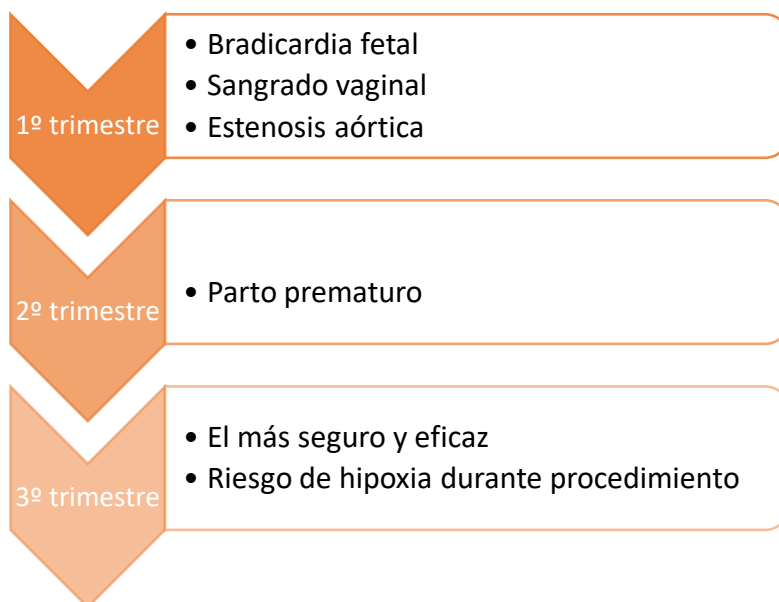 1º trimestre
• Bradicardia fetal
• Sangrado vaginal
• Estenosis aórtica
2º trimestre
• Parto prematuro
3º trimestre
• El más seguro y eficaz
• Riesgo de hipoxia durante procedimiento